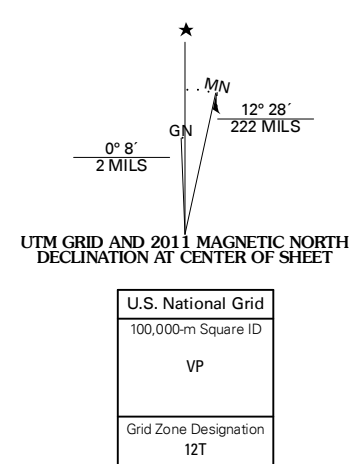 MN
GN
12° 28´
222 MILS
0° 8´
2 MILS
UTM GRID AND 2011 MAGNETIC NORTH
DECLINATION AT CENTER OF SHEET
U.S. National Grid
100,000-m Square ID
VP
Grid Zone Designation
12T